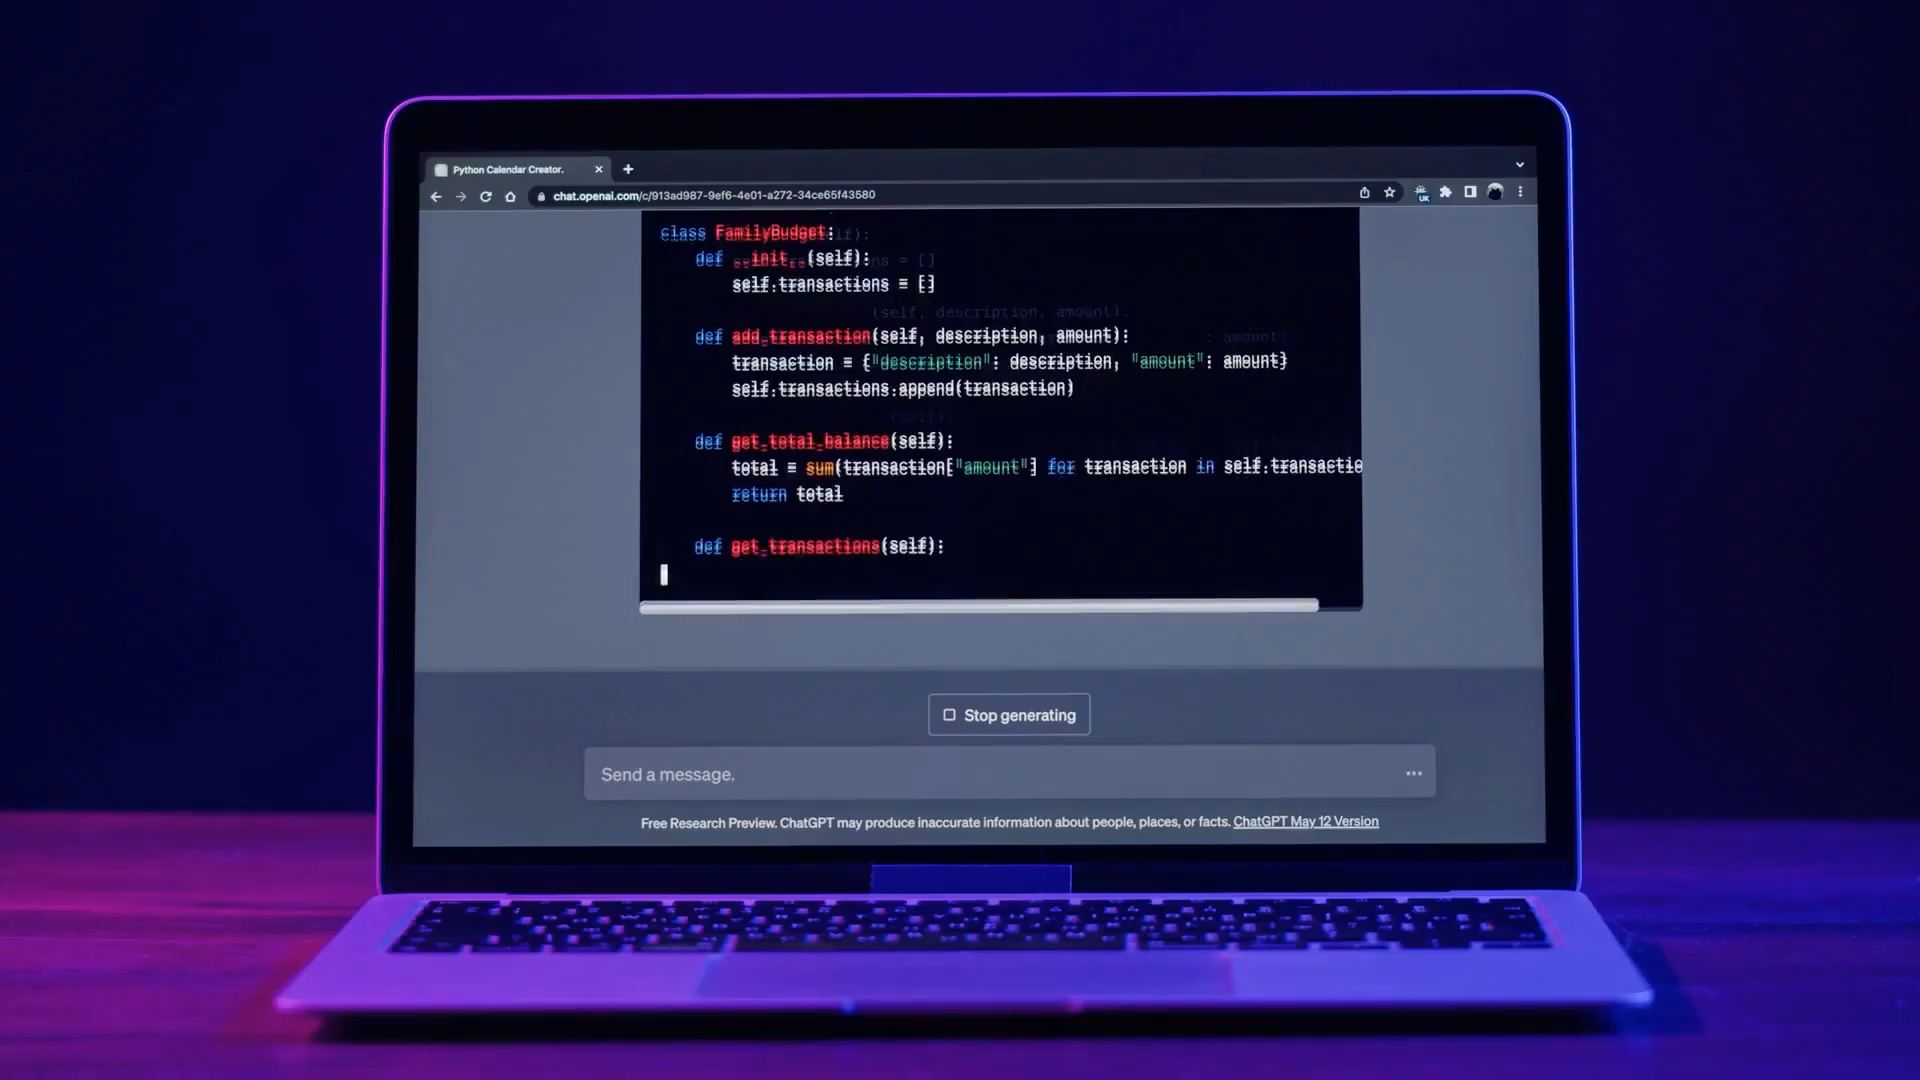 Python Calendar Creator.
chat.openai.com/c/913ad987-9ef6-4e01-a272-34ce65f43580
UK
class FamilyBudget:
def __init__(self):
self.transactions = []
def add_transaction(self, description, amount):
transaction = {"description": description, "amount": amount}
self.transactions.append(transaction)
def get_total_balance(self):
total = sum(transaction["amount"] for transaction in self.transactio
return total
def get_transactions(self):
Stop generating
Send a message.
Free Research Preview. ChatGPT may produce inaccurate information about people, places, or facts. ChatGPT May 12 Version